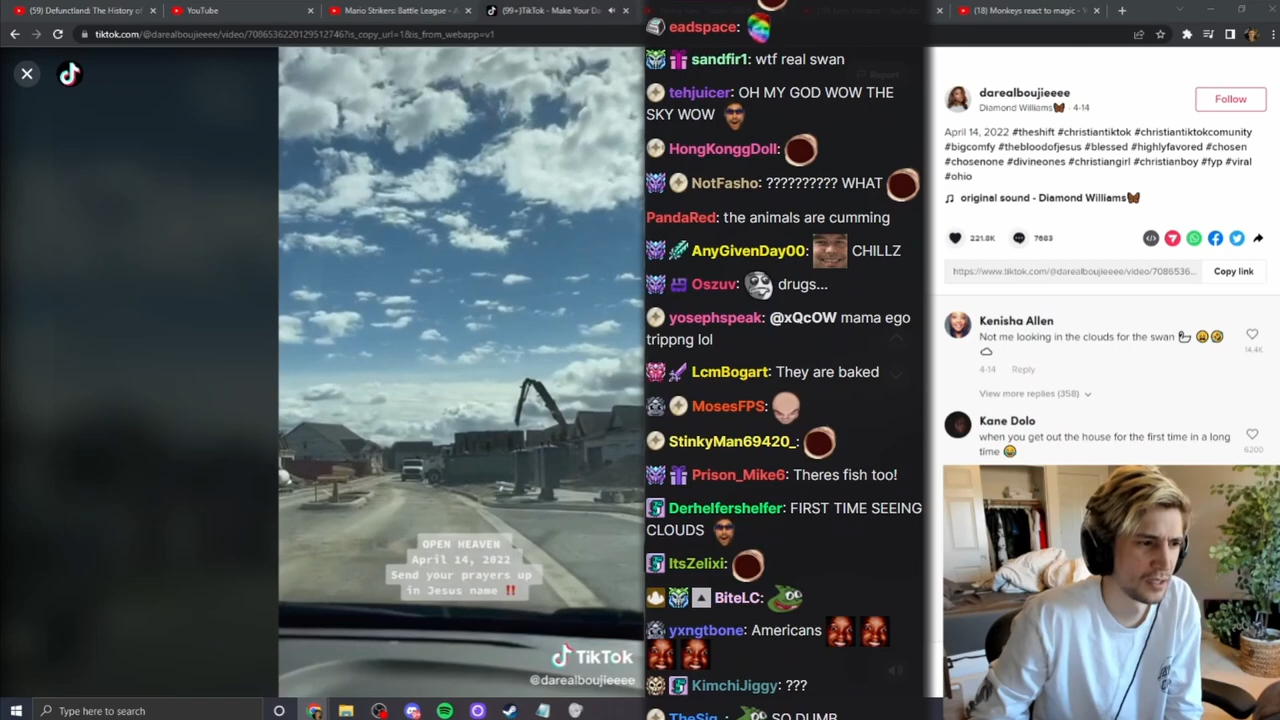 (59) Defunctland: The History of
YouTube
Mario Strikers: Battle League - A
(99+)TikTok - Make Your Da
(18) Monkeys react to magic -
tiktok.com/@darealboujieeee/video/7086536220129512746?is_copy_url=1&is_from_webapp=v1
OPEN HEAVEN
April 14, 2022
Send your prayers up
in Jesus name ‼️
TikTok
@darealboujieeee
eadspace:
sandfir1: wtf real swan
tehjuicer: OH MY GOD WOW THE
SKY WOW
HongKonggDoll:
NotFasho: ?????????? WHAT
PandaRed: the animals are cumming
AnyGivenDay00: CHILLZ
Oszuv: drugs...
yosephspeak: @xQcOW mama ego
trippng lol
LcmBogart: They are baked
MosesFPS:
StinkyMan69420_:
Prison_Mike6: Theres fish too!
Derhelfershelfer: FIRST TIME SEEING
CLOUDS
ItsZelixi:
BiteLC:
yxngtbone: Americans
KimchiJiggy: ???
TheSig_: SO DUMB
Report
darealboujieeee
Diamond Williams🦋 · 4-14
Follow
April 14, 2022 #theshift #christiantiktok #christiantiktokcomunity
#bigcomfy #thebloodofjesus #blessed #highlyfavored #chosen
#chosenone #divineones #christiangirl #christianboy #fyp #viral
#ohio
original sound - Diamond Williams🦋
221.8K
7683
https://www.tiktok.com/@darealboujieeee/video/7086536...
Copy link
Kenisha Allen
Not me looking in the clouds for the swan 🦢😩🤣
☁️
14.4K
4-14 Reply
View more replies (358)
Kane Dolo
when you get out the house for the first time in a long
time 😂
6200
Type here to search